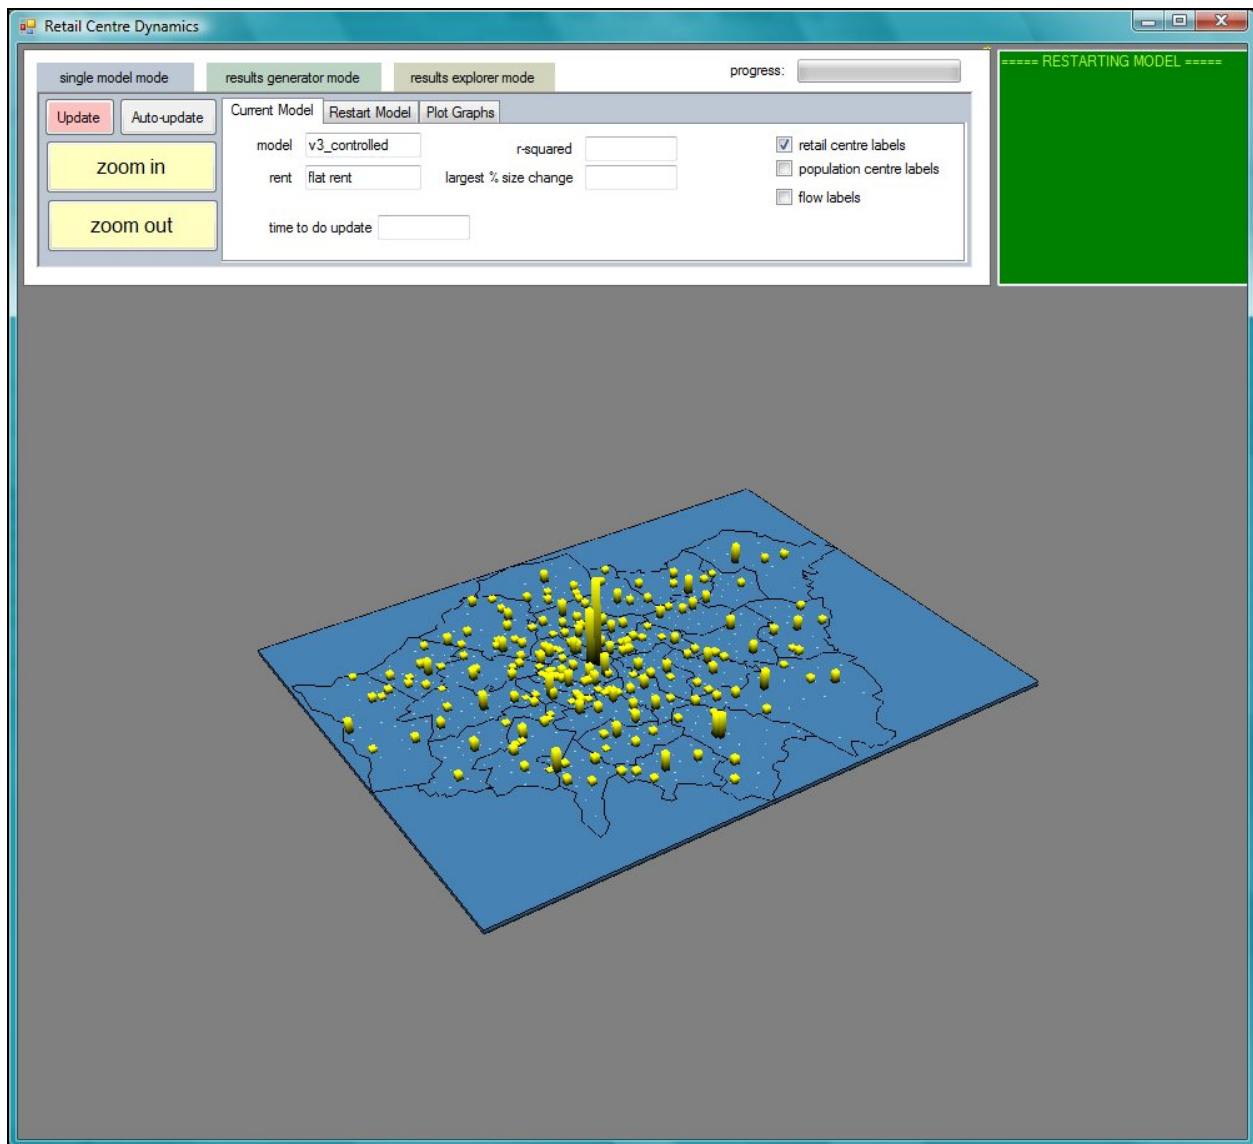 Retail Centre Dynamics
single model mode
results generator mode
results explorer mode
progress:
===== RESTARTING MODEL =====
Update
Auto-update
Current Model
Restart Model
Plot Graphs
zoom in
zoom out
model v3_controlled
r-squared
retail centre labels
rent flat rent
largest % size change
population centre labels
flow labels
time to do update